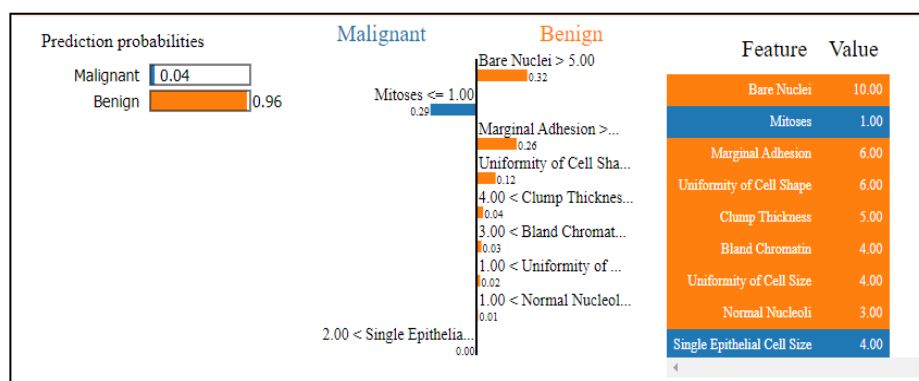 Prediction probabilities
Malignant 0.04
Benign 0.96
Malignant Benign
Bare Nuclei > 5.00
0.32
Mitoses <= 1.00
0.29
Marginal Adhesion >...
0.26
Uniformity of Cell Sha...
0.12
4.00 < Clump Thicknes...
0.04
3.00 < Bland Chromat...
0.03
1.00 < Uniformity of ...
0.02
1.00 < Normal Nucleol...
0.01
2.00 < Single Epithelia...
0.00
Feature Value
Bare Nuclei 10.00
Mitoses 1.00
Marginal Adhesion 6.00
Uniformity of Cell Shape 6.00
Clump Thickness 5.00
Bland Chromatin 4.00
Uniformity of Cell Size 4.00
Normal Nucleoli 3.00
Single Epithelial Cell Size 4.00